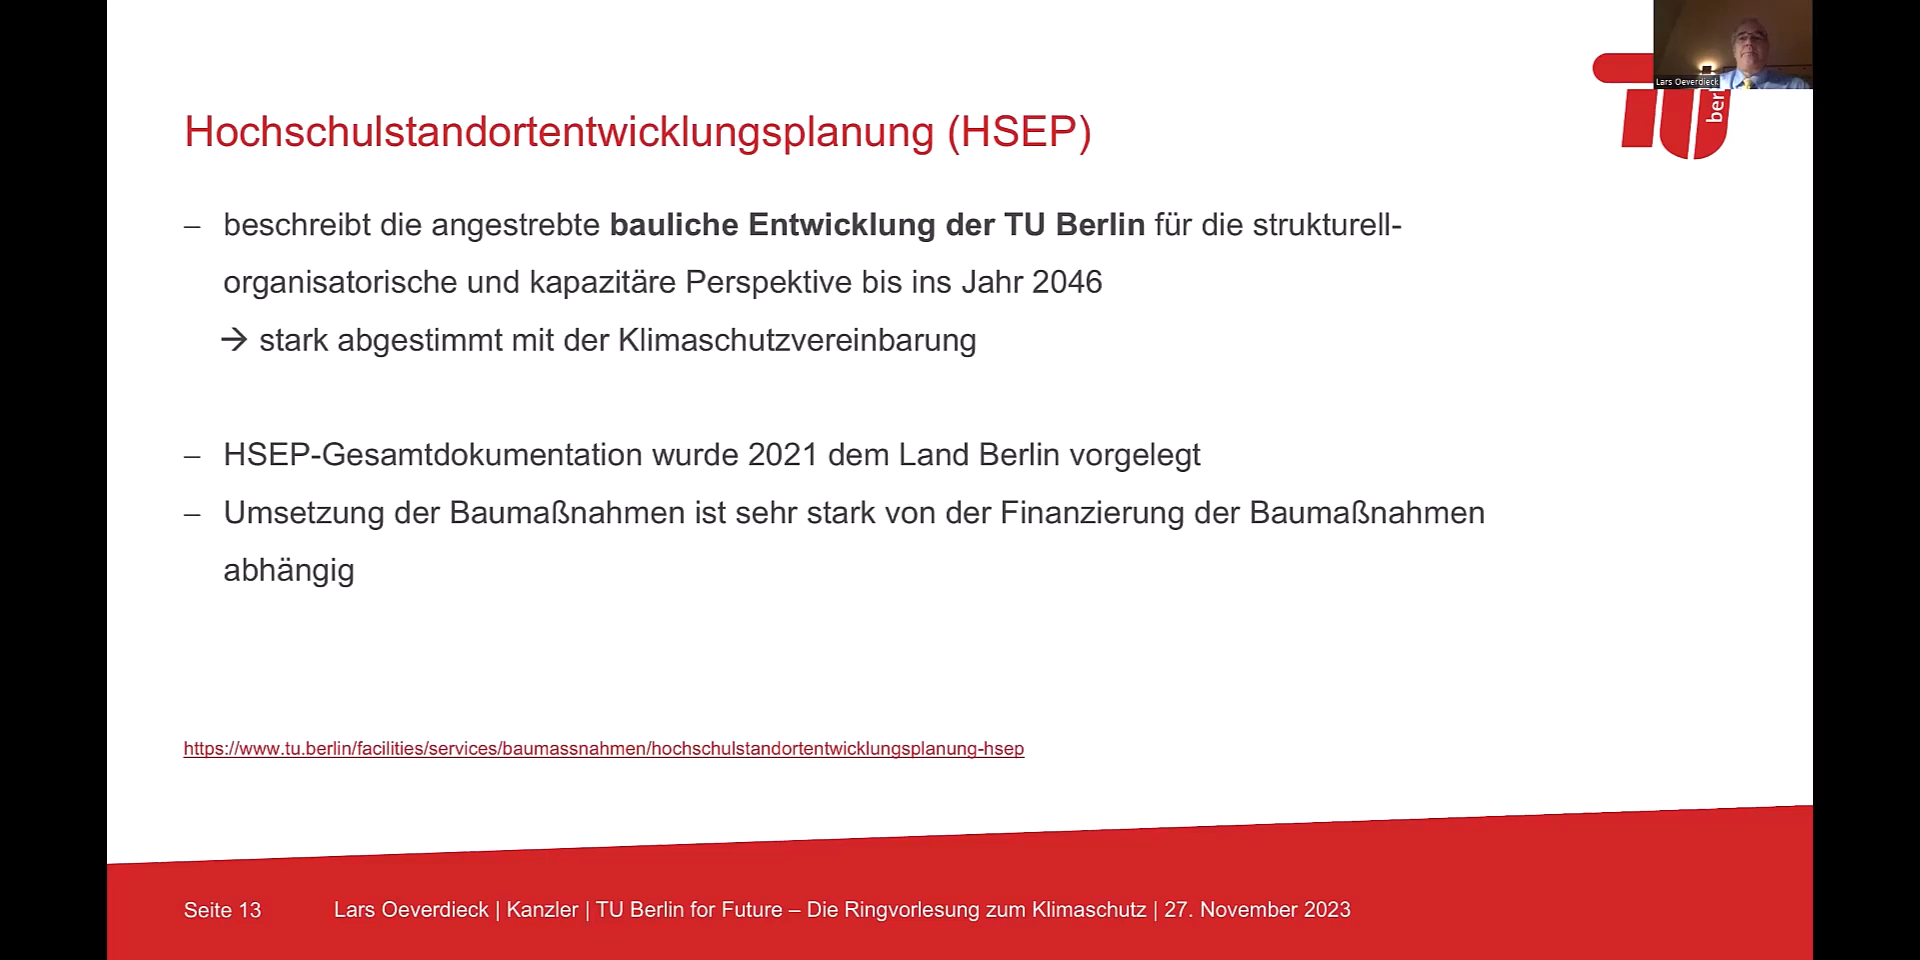 Lars Oeverdieck
berl
Hochschulstandortentwicklungsplanung (HSEP)
– beschreibt die angestrebte bauliche Entwicklung der TU Berlin für die strukturell-
organisatorische und kapazitäre Perspektive bis ins Jahr 2046
→ stark abgestimmt mit der Klimaschutzvereinbarung
– HSEP-Gesamtdokumentation wurde 2021 dem Land Berlin vorgelegt
– Umsetzung der Baumaßnahmen ist sehr stark von der Finanzierung der Baumaßnahmen
abhängig
https://www.tu.berlin/facilities/services/baumassnahmen/hochschulstandortentwicklungsplanung-hsep
Seite 13 Lars Oeverdieck | Kanzler | TU Berlin for Future – Die Ringvorlesung zum Klimaschutz | 27. November 2023